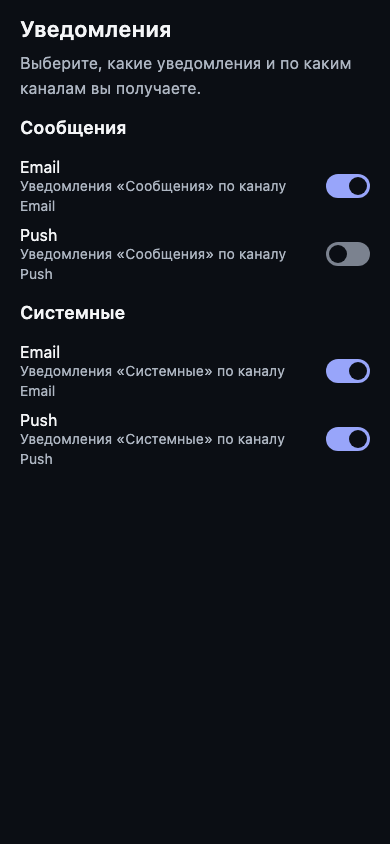 Уведомления
Выберите, какие уведомления и по каким
каналам вы получаете.
Сообщения
Email
Уведомления «Сообщения» по каналу
Email
Push
Уведомления «Сообщения» по каналу
Push
Системные
Email
Уведомления «Системные» по каналу
Email
Push
Уведомления «Системные» по каналу
Push